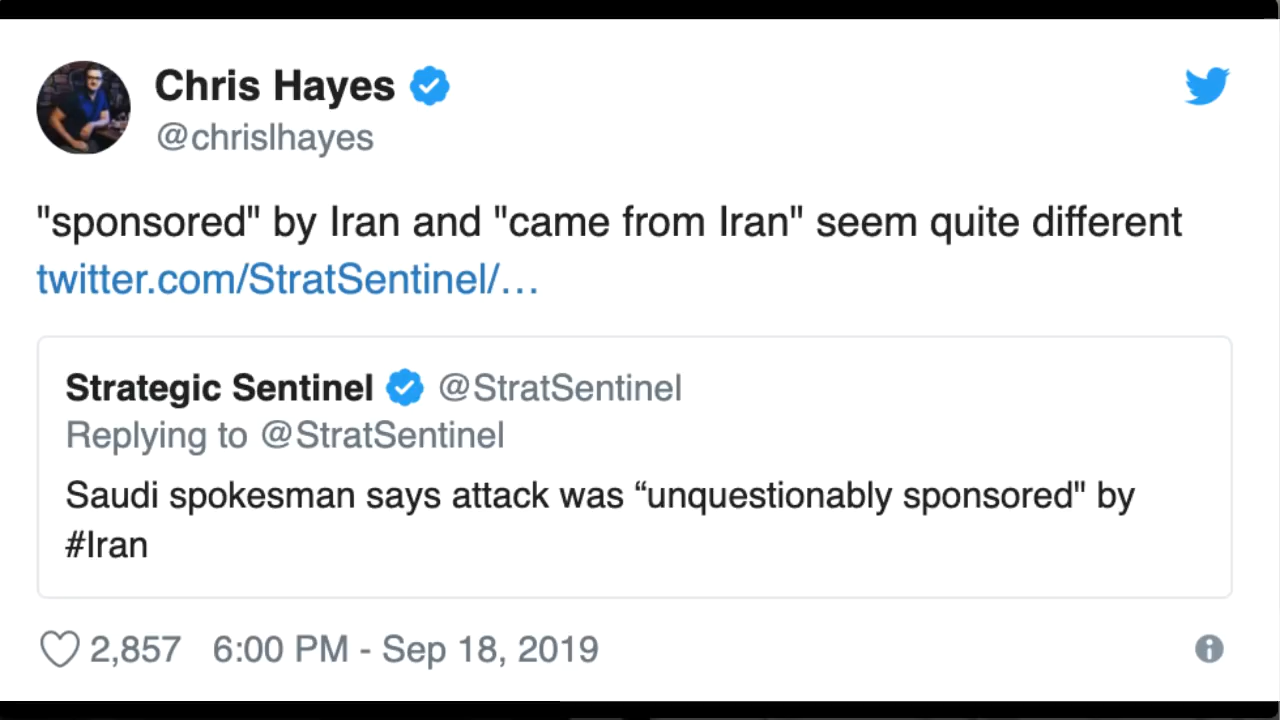 Chris Hayes
@chrislhayes
"sponsored" by Iran and "came from Iran" seem quite different
twitter.com/StratSentinel/…
Strategic Sentinel @StratSentinel
Replying to @StratSentinel
Saudi spokesman says attack was “unquestionably sponsored" by
#Iran
2,857 6:00 PM - Sep 18, 2019